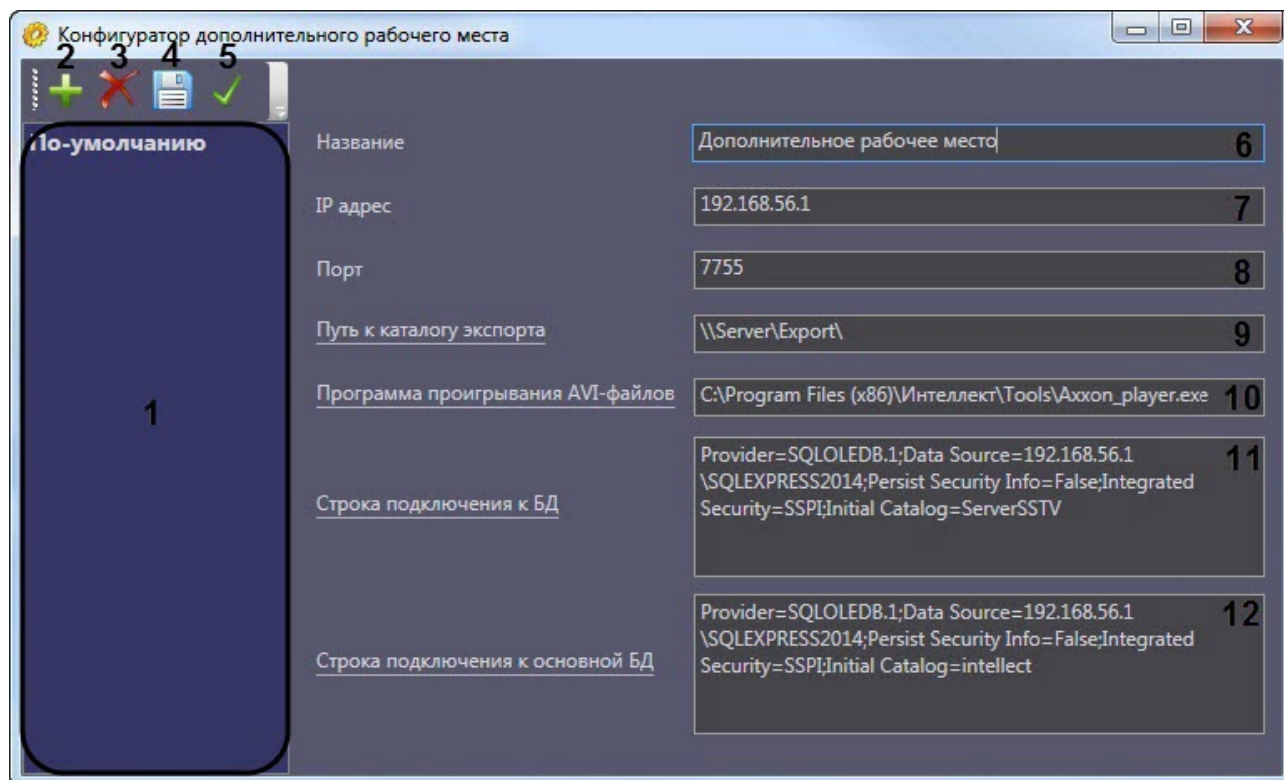 Конфигуратор дополнительного рабочего места
2 3 4 5
По-умолчанию
1
Название
Дополнительное рабочее место
6
IP адрес
192.168.56.1
7
Порт
7755
8
Путь к каталогу экспорта
\\Server\Export\
9
Программа проигрывания AVI-файлов
C:\Program Files (x86)\Интеллект\Tools\Axxon_player.exe
10
Строка подключения к БД
Provider=SQLOLEDB.1;Data Source=192.168.56.1
\SQLEXPRESS2014;Persist Security Info=False;Integrated
Security=SSPI;Initial Catalog=ServerSSTV
11
Строка подключения к основной БД
Provider=SQLOLEDB.1;Data Source=192.168.56.1
\SQLEXPRESS2014;Persist Security Info=False;Integrated
Security=SSPI;Initial Catalog=intellect
12